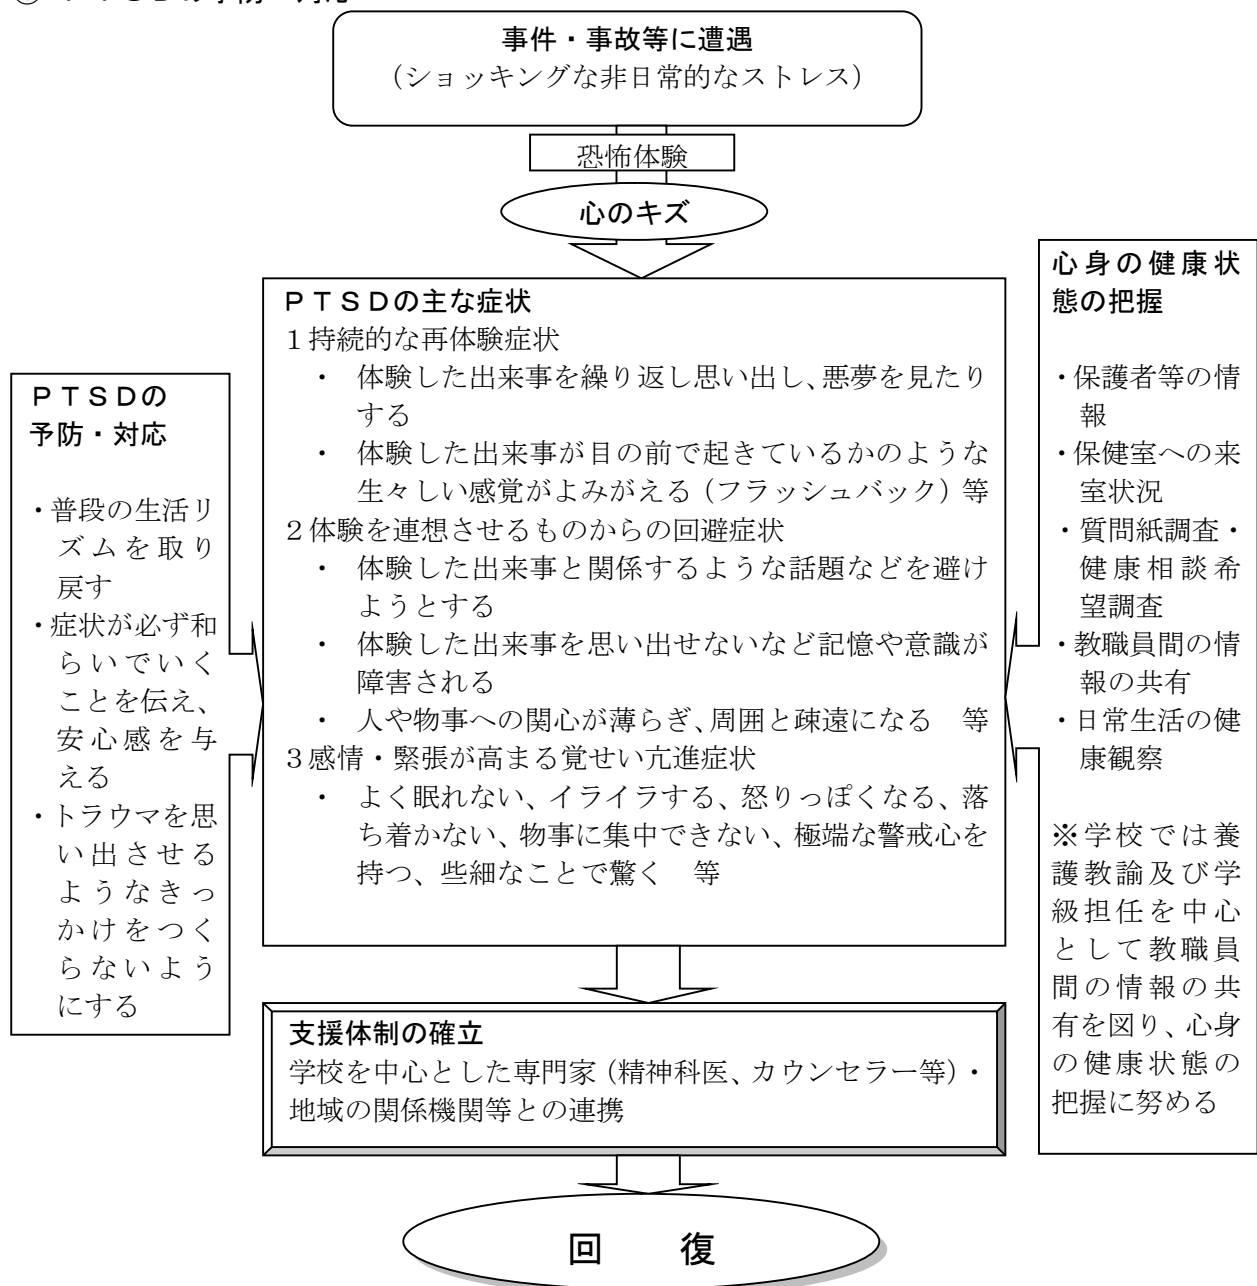 事件・事故等に遭遇
（ショッキングな非日常的なストレス）
恐怖体験
心のキズ
ＰＴＳＤの主な症状
１持続的な再体験症状
・ 体験した出来事を繰り返し思い出し、悪夢を見たり
する
・ 体験した出来事が目の前で起きているかのような
生々しい感覚がよみがえる（フラッシュバック）等
２体験を連想させるものからの回避症状
・ 体験した出来事と関係するような話題などを避け
ようとする
・ 体験した出来事を思い出せないなど記憶や意識が
障害される
・ 人や物事への関心が薄らぎ、周囲と疎遠になる　等
３感情・緊張が高まる覚せい亢進症状
・ よく眠れない、イライラする、怒りっぽくなる、落
ち着かない、物事に集中できない、極端な警戒心を
持つ、些細なことで驚く　等
ＰＴＳＤの
予防・対応
・普段の生活リ
ズムを取り
戻す
・症状が必ず和
らいでいく
ことを伝え、
安心感を与
える
・トラウマを思
い出させる
ようなきっ
かけをつく
らないよう
にする
心身の健康状
態の把握
・保護者等の情
報
・保健室への来
室状況
・質問紙調査・
健康相談希
望調査
・教職員間の情
報の共有
・日常生活の健
康観察
※学校では養
護教諭及び学
級担任を中心
として教職員
間の情報の共
有を図り、心身
の健康状態の
把握に努める
支援体制の確立
学校を中心とした専門家（精神科医、カウンセラー等）・
地域の関係機関等との連携
回　復